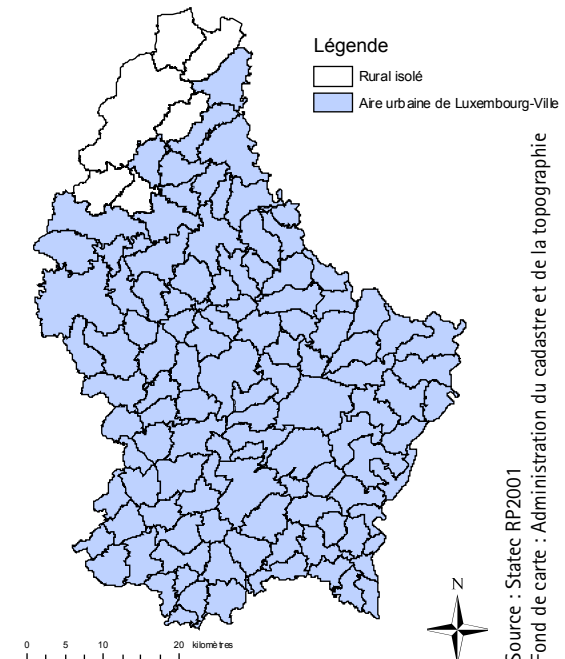 Légende
Rural isolé
Aire urbaine de Luxembourg-Ville
Source : Statec RP2001
Fond de carte : Administration du cadastre et de la topographie
N
0 5 10 20 kilomètres